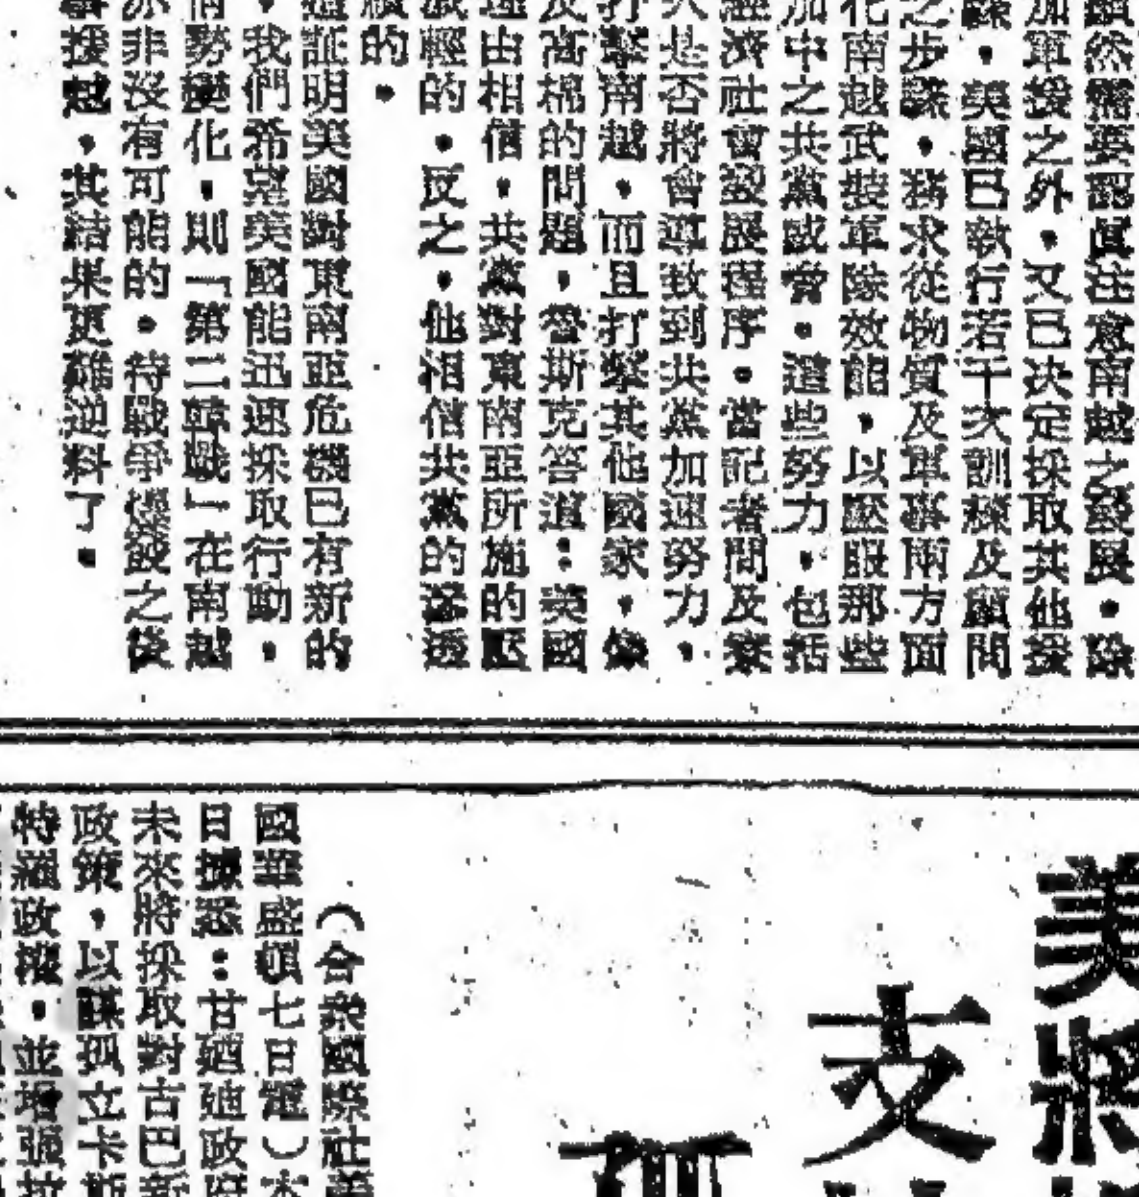 顯然需要認眞注意南越之發展・除
加軍援之外・又已決定採取其他援
驟・美國已執行若干次訓練及顧問
之步驟・務求從物質及軍事兩方面
化南越武裝軍隊效能・以壓服那些
加中之共黨威脅・這些努力・包括
經濟社會發展程序・當記者問及寮
人是否將會導致到共黨加速努力・
打擊南越・而且打擊其他國家・像
及高棉的問題・魯斯克答道：美國
由相信・共黨對東南亞所施的壓
減輕的・反之・他相信共黨的滲透
的・
這証明美國對東南亞危機已有新的
・我們希望美國能迅速採取行動・
情勢變化・則「第二韓戰」在南越
亦非沒有可能的・待戰爭爆發之後
事援越・其結果更難逆料了・
美將
支
（合衆國際社
國華盛頓七日電）本
日據悉：甘迺迪政府
未來將採取對古巴新
政策・以謀孤立卡斯
特羅政權・並增強